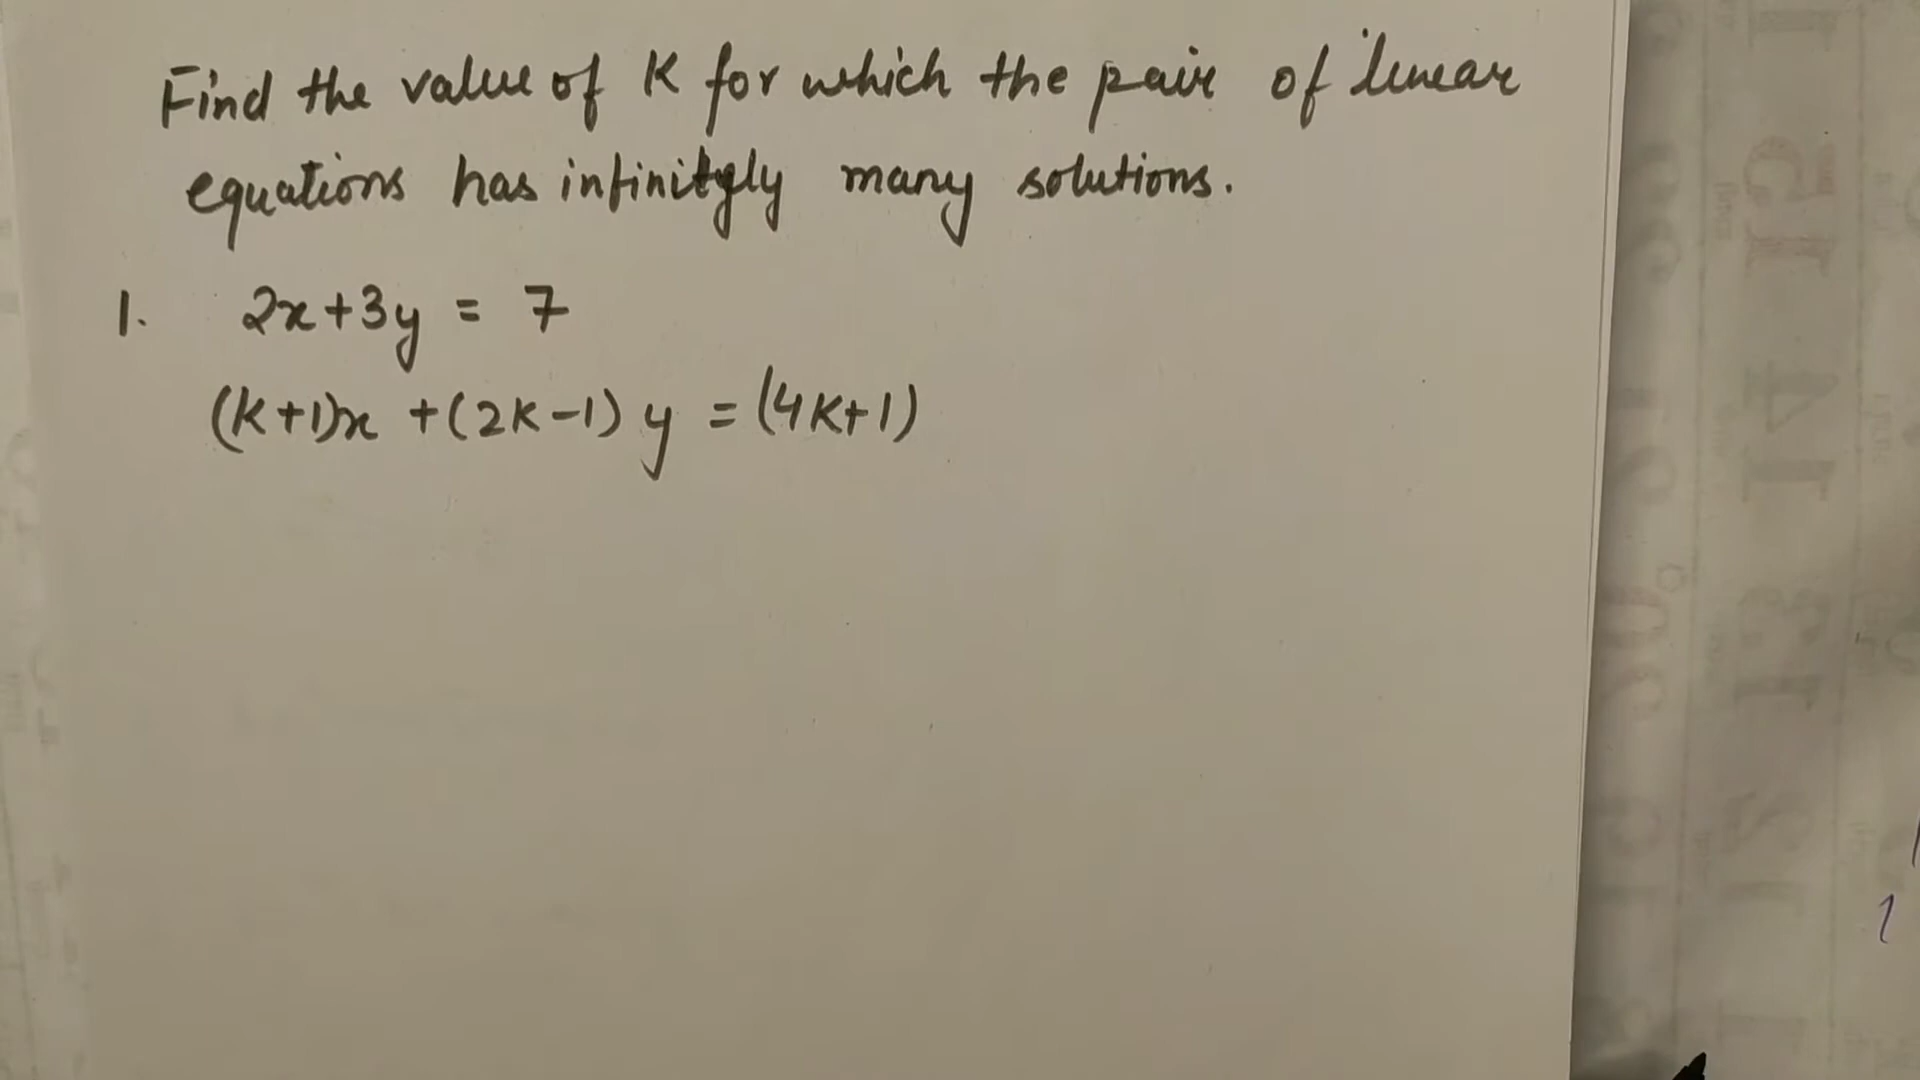 Find the value of K for which the pair of linear
equations has infinitely many solutions.
1. 2x+3y = 7
(K+1)x +(2K-1) y = (4K+1)